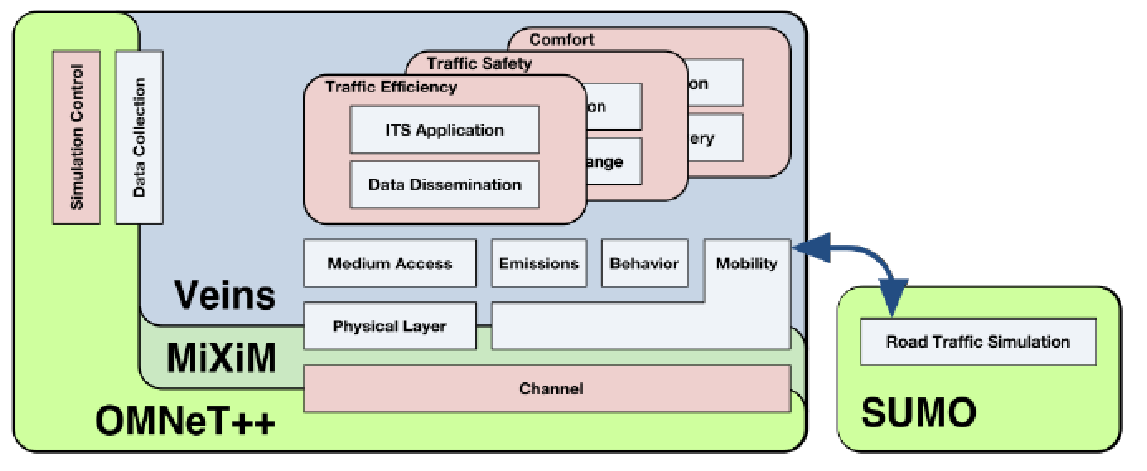 Comfort
Traffic Safety
Traffic Efficiency
Simulation Control
Data Collection
on
ITS Application
on
ery
Data Dissemination
ange
Medium Access
Emissions
Behavior
Mobility
Veins
Physical Layer
Road Traffic Simulation
MiXiM
Channel
OMNeT++
SUMO